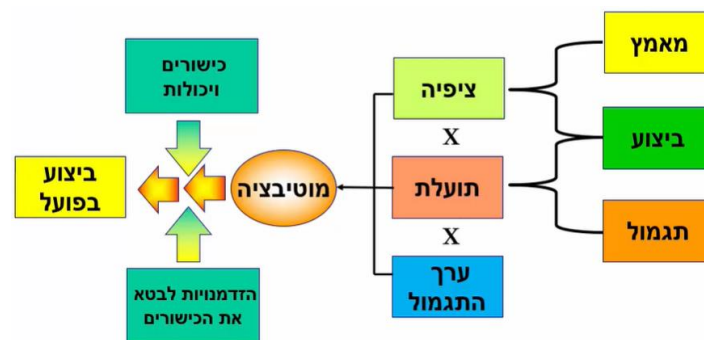 מאמץ
ביצוע
תגמול
ציפיה
X
תועלת
X
ערך
התגמול
מוטיבציה
כישורים
ויכולות
הזדמנויות לבטא
את הכישורים
ביצוע
בפועל